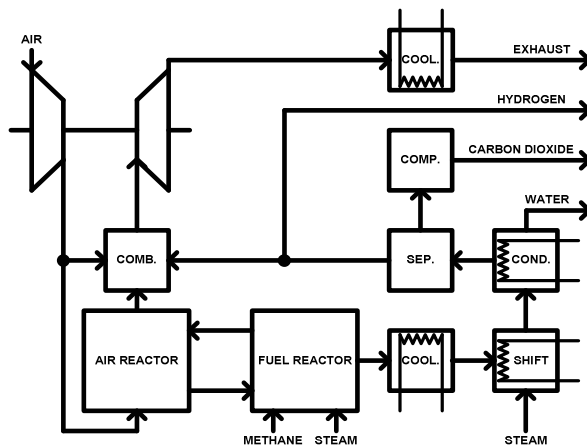 AIR
COOL.
EXHAUST
HYDROGEN
COMP.
CARBON DIOXIDE
WATER
COMB.
SEP.
COND.
AIR REACTOR
FUEL REACTOR
COOL.
SHIFT
METHANE
STEAM
STEAM